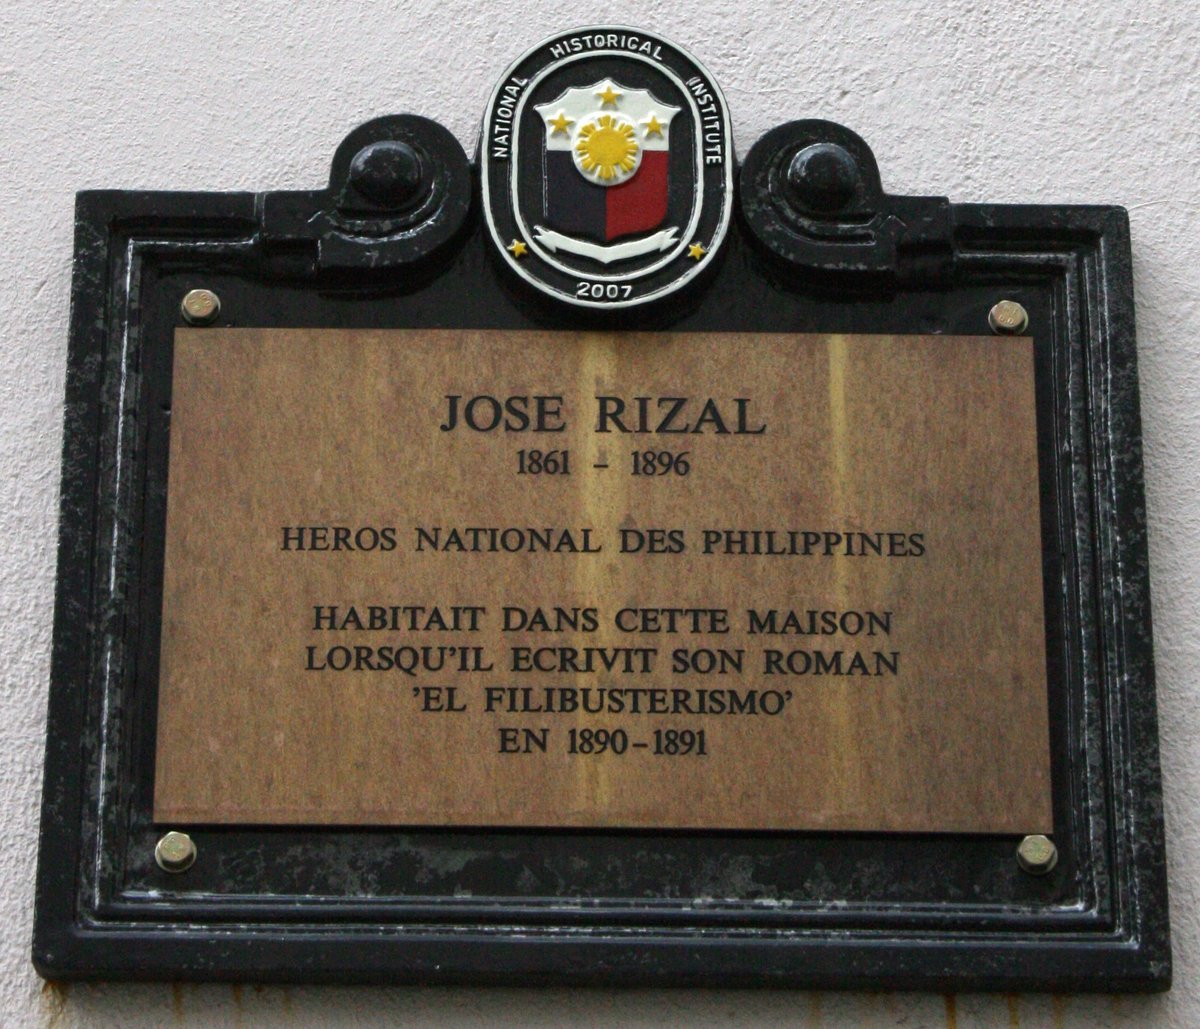 NATIONAL HISTORICAL INSTITUTE
2007
JOSE RIZAL
1861 – 1896
HEROS NATIONAL DES PHILIPPINES
HABITAIT DANS CETTE MAISON
LORSQU'IL ECRIVIT SON ROMAN
'EL FILIBUSTERISMO'
EN 1890–1891